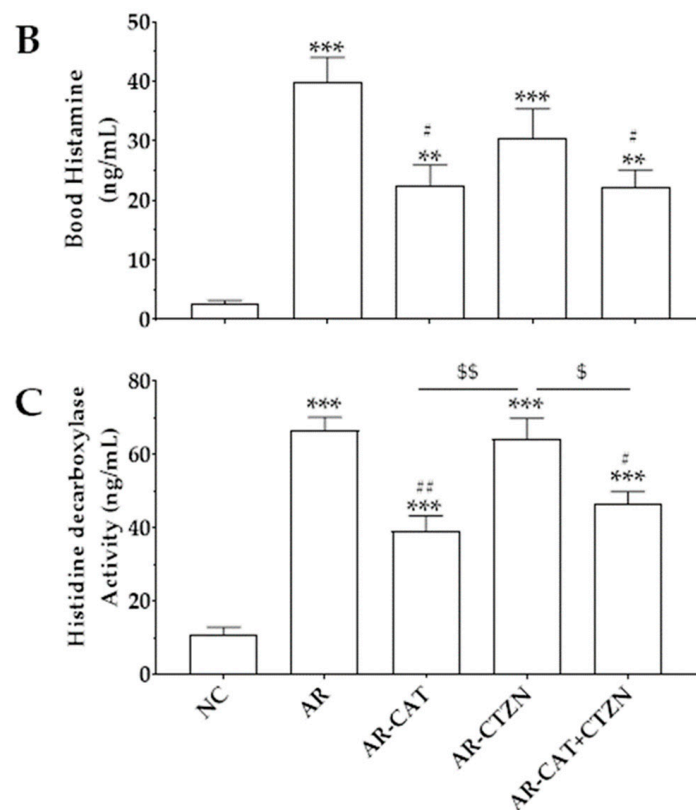 B
Bood Histamine
(ng/mL)
50
40
30
20
10
0
***
#
**
***
#
**
C
Histidine decarboxylase
Activity (ng/mL)
80
60
40
20
0
$$
$
***
##
***
***
#
***
NC
AR
AR-CAT
AR-CTZN
AR-CAT+CTZN